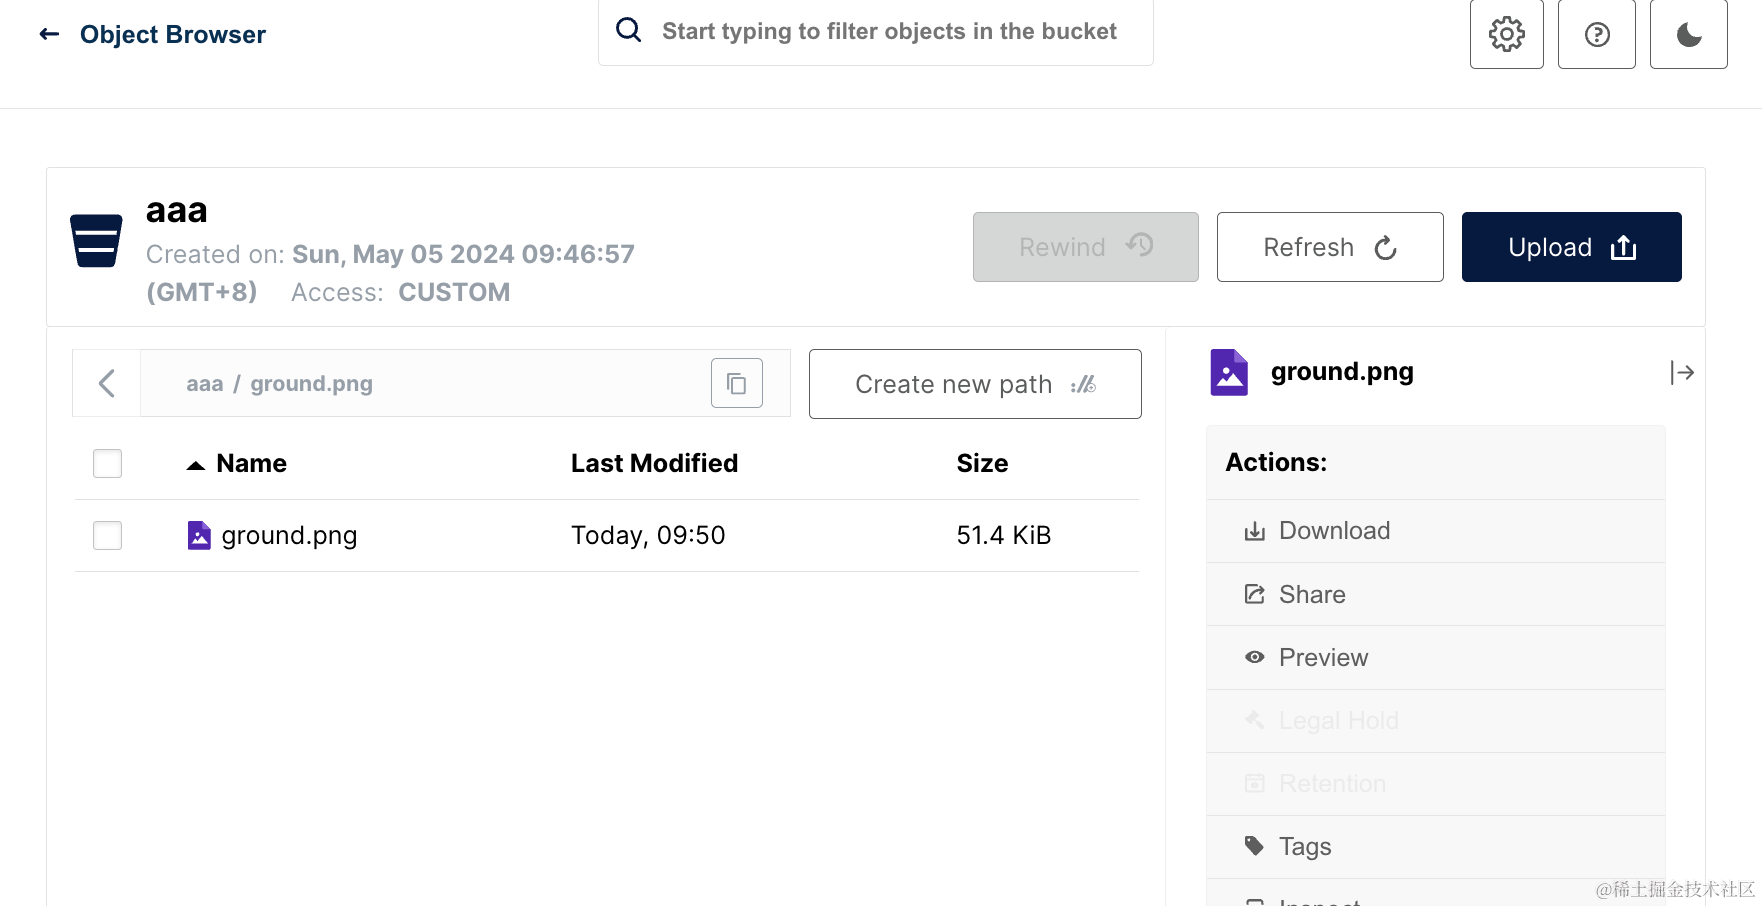 Object Browser
Start typing to filter objects in the bucket
aaa
Created on: Sun, May 05 2024 09:46:57
(GMT+8) Access: CUSTOM
Rewind
Refresh
Upload
aaa / ground.png
Create new path
ground.png
Name
Last Modified
Size
ground.png
Today, 09:50
51.4 KiB
Actions:
Download
Share
Preview
Legal Hold
Retention
Tags
Inspect
@稀土掘金技术社区